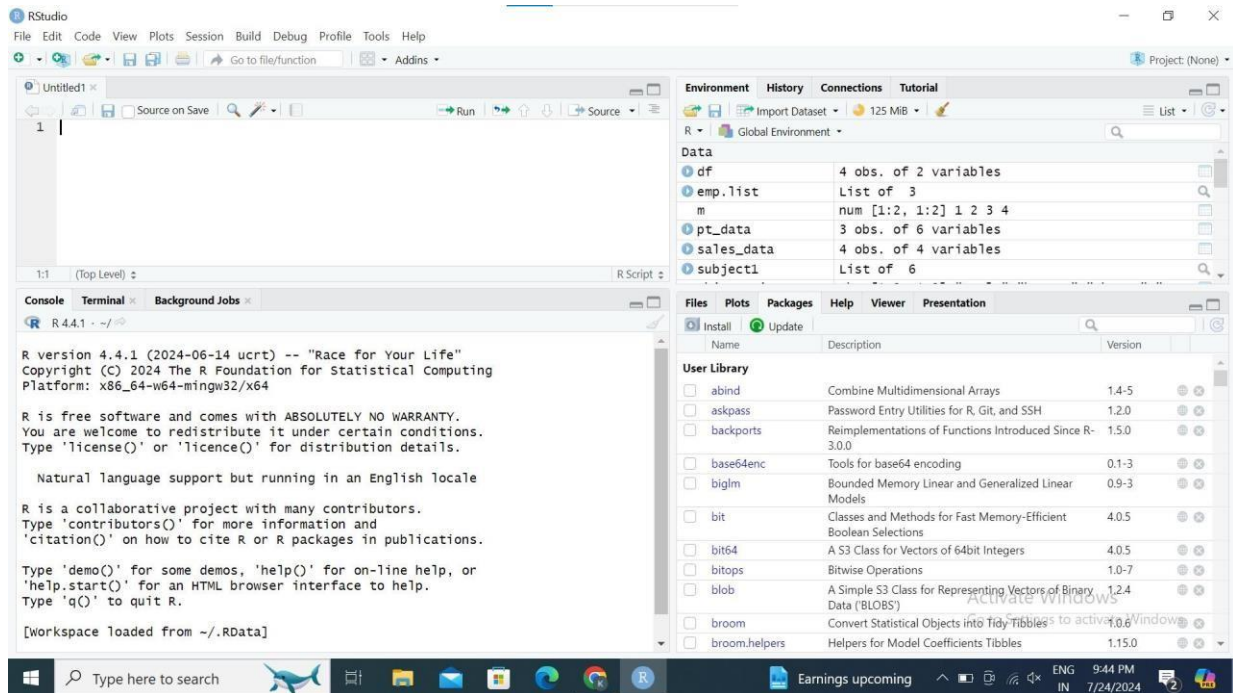 RStudio
File Edit Code View Plots Session Build Debug Profile Tools Help
Go to file/function Addins Project: (None)
Untitled1
Source on Save Run Source
1
1:1 (Top Level) R Script
Console Terminal Background Jobs
R 4.4.1 · ~/
R version 4.4.1 (2024-06-14 ucrt) -- "Race for Your Life"
Copyright (C) 2024 The R Foundation for Statistical Computing
Platform: x86_64-w64-mingw32/x64
R is free software and comes with ABSOLUTELY NO WARRANTY.
You are welcome to redistribute it under certain conditions.
Type 'license()' or 'licence()' for distribution details.
Natural language support but running in an English locale
R is a collaborative project with many contributors.
Type 'contributors()' for more information and
'citation()' on how to cite R or R packages in publications.
Type 'demo()' for some demos, 'help()' for on-line help, or
'help.start()' for an HTML browser interface to help.
Type 'q()' to quit R.
[Workspace loaded from ~/.RData]
Environment History Connections Tutorial
Import Dataset 125 MiB List
R Global Environment
Data
df 4 obs. of 2 variables
emp.list List of 3
m num [1:2, 1:2] 1 2 3 4
pt_data 3 obs. of 6 variables
sales_data 4 obs. of 4 variables
subject1 List of 6
Files Plots Packages Help Viewer Presentation
Install Update
Name Description Version
User Library
abind Combine Multidimensional Arrays 1.4-5
askpass Password Entry Utilities for R, Git, and SSH 1.2.0
backports Reimplementations of Functions Introduced Since R- 1.5.0
3.0.0
base64enc Tools for base64 encoding 0.1-3
biglm Bounded Memory Linear and Generalized Linear 0.9-3
Models
bit Classes and Methods for Fast Memory-Efficient 4.0.5
Boolean Selections
bit64 A S3 Class for Vectors of 64bit Integers 4.0.5
bitops Bitwise Operations 1.0-7
blob A Simple S3 Class for Representing Vectors of Binary 1.2.4
Data ('BLOBS')
Activate Windows
broom Convert Statistical Objects into Tidy Tibbles 1.0.6
Go to Settings to activate Windows
broom.helpers Helpers for Model Coefficients Tibbles 1.15.0
Type here to search
Earnings upcoming ENG 9:44 PM
IN 7/24/2024 2